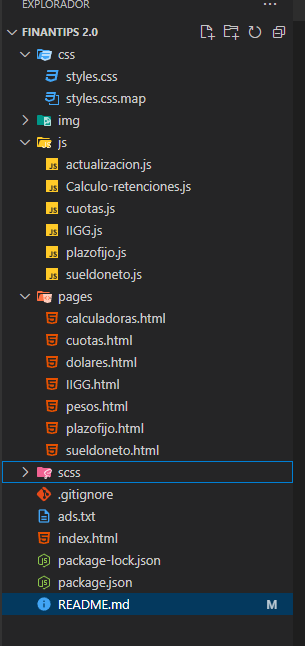 EXPLORADOR
FINANTIPS 2.0
css
styles.css
styles.css.map
img
js
actualizacion.js
Calculo-retenciones.js
cuotas.js
IIGG.js
plazofijo.js
sueldoneto.js
pages
calculadoras.html
cuotas.html
dolares.html
IIGG.html
pesos.html
plazofijo.html
sueldoneto.html
scss
.gitignore
ads.txt
index.html
package-lock.json
package.json
README.md M